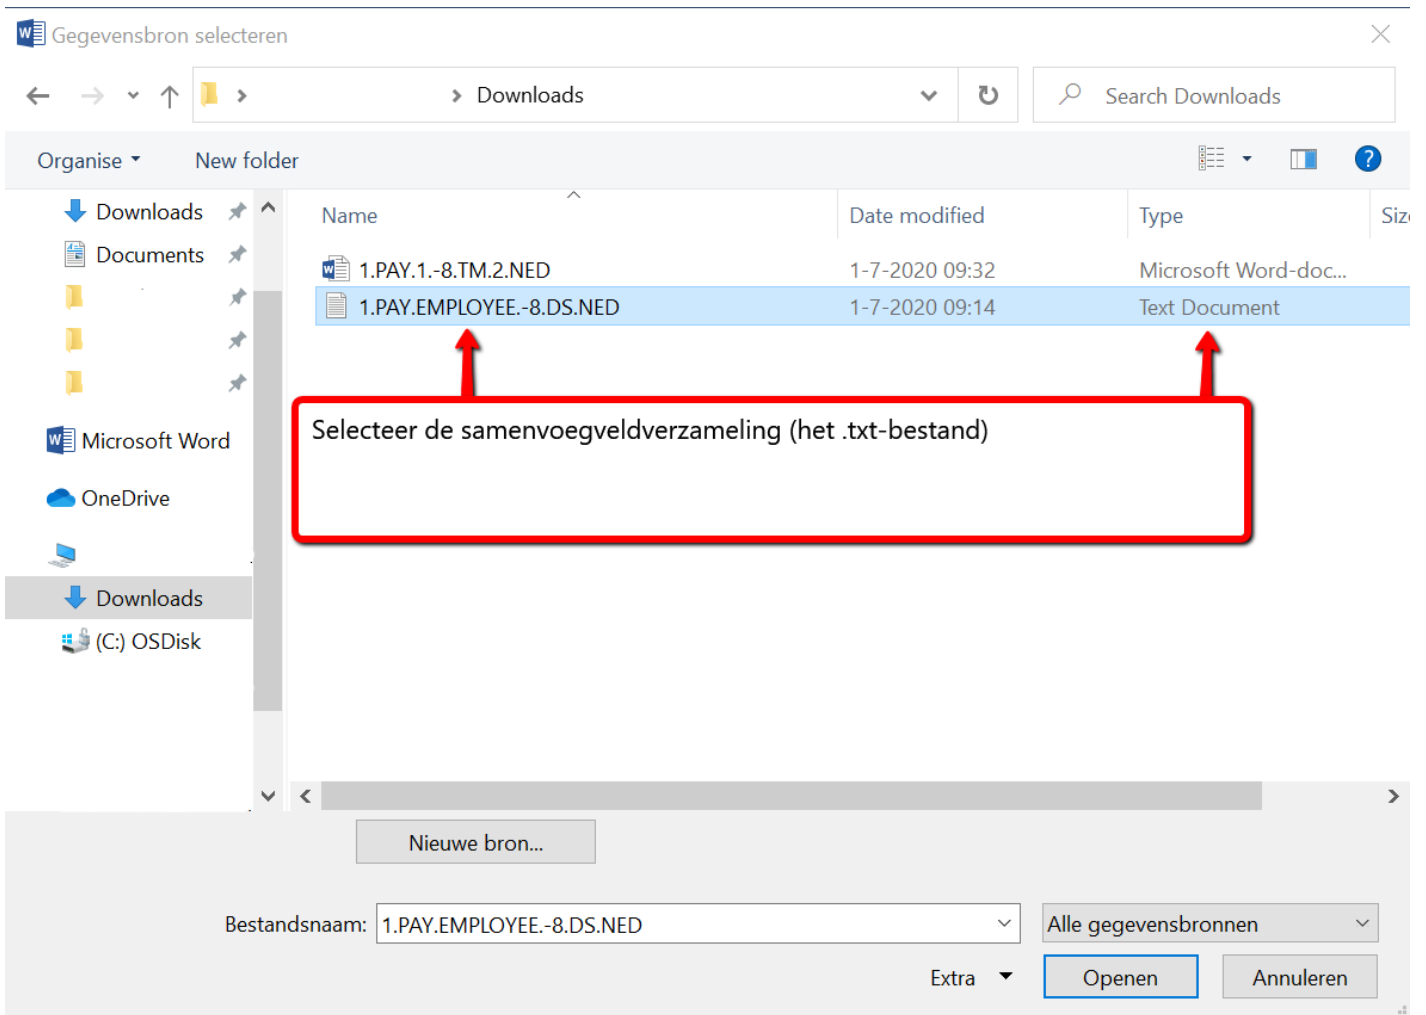 Gegevensbron selecteren
Downloads
Search Downloads
Organise
New folder
Downloads
Documents
Microsoft Word
OneDrive
Downloads
(C:) OSDisk
Name Date modified Type Siz
1.PAY.1.-8.TM.2.NED 1-7-2020 09:32 Microsoft Word-doc...
1.PAY.EMPLOYEE.-8.DS.NED 1-7-2020 09:14 Text Document
Selecteer de samenvoegveldverzameling (het .txt-bestand)
Nieuwe bron...
Bestandsnaam: 1.PAY.EMPLOYEE.-8.DS.NED
Alle gegevensbronnen
Extra
Openen
Annuleren